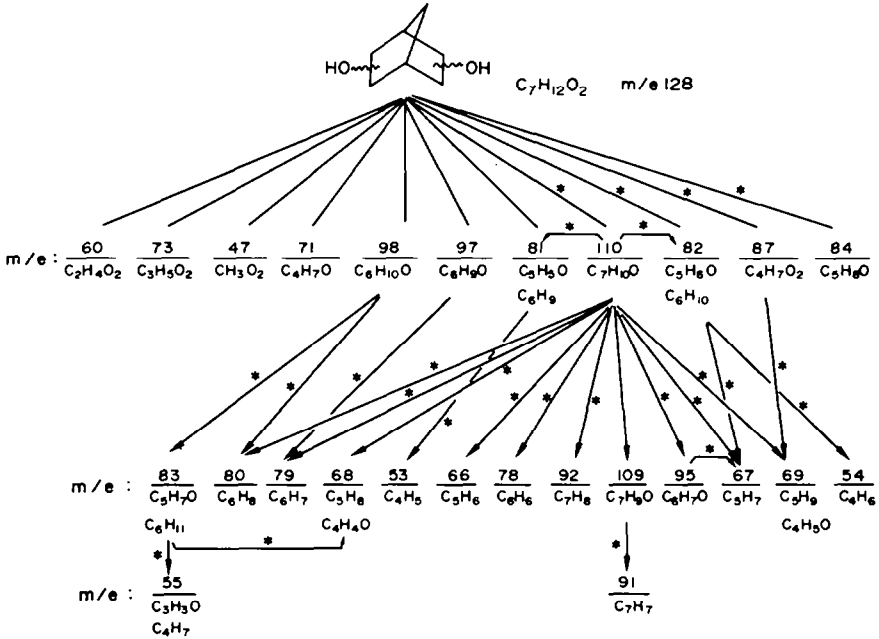 HO OH
C7H12O2 m/e 128
* * * *
* *
m/e : 60 73 47 71 98 97 81 110 82 87 84
C2H4O2 C3H5O2 CH3O2 C4H7O C6H10O C6H9O C5H5O C7H10O C5H6O C4H7O2 C5H8O
C6H9 C6H10
* * * * * * * * * * * * * * * *
*
m/e : 83 80 79 68 53 66 78 92 109 95 67 69 54
C5H7O C6H8 C6H7 C5H8 C4H5 C5H6 C6H6 C7H8 C7H9O C6H7O C5H7 C5H9 C4H6
C6H11 C4H4O C4H5O
* * *
m/e : 55 91
C3H3O C7H7
C4H7